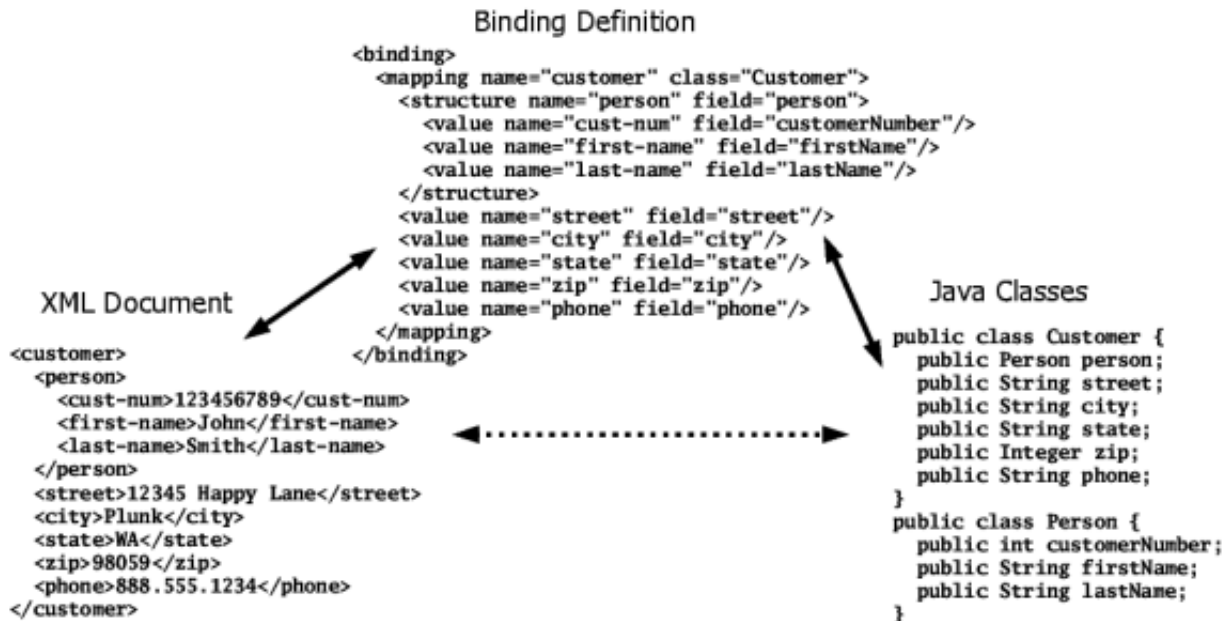 Binding Definition
<binding>
  <mapping name="customer" class="Customer">
    <structure name="person" field="person">
      <value name="cust-num" field="customerNumber"/>
      <value name="first-name" field="firstName"/>
      <value name="last-name" field="lastName"/>
    </structure>
    <value name="street" field="street"/>
    <value name="city" field="city"/>
    <value name="state" field="state"/>
    <value name="zip" field="zip"/>
    <value name="phone" field="phone"/>
  </mapping>
</binding>
XML Document
<customer>
  <person>
    <cust-num>123456789</cust-num>
    <first-name>John</first-name>
    <last-name>Smith</last-name>
  </person>
  <street>12345 Happy Lane</street>
  <city>Plunk</city>
  <state>WA</state>
  <zip>98059</zip>
  <phone>888.555.1234</phone>
</customer>
Java Classes
public class Customer {
  public Person person;
  public String street;
  public String city;
  public String state;
  public Integer zip;
  public String phone;
}
public class Person {
  public int customerNumber;
  public String firstName;
  public String lastName;
}